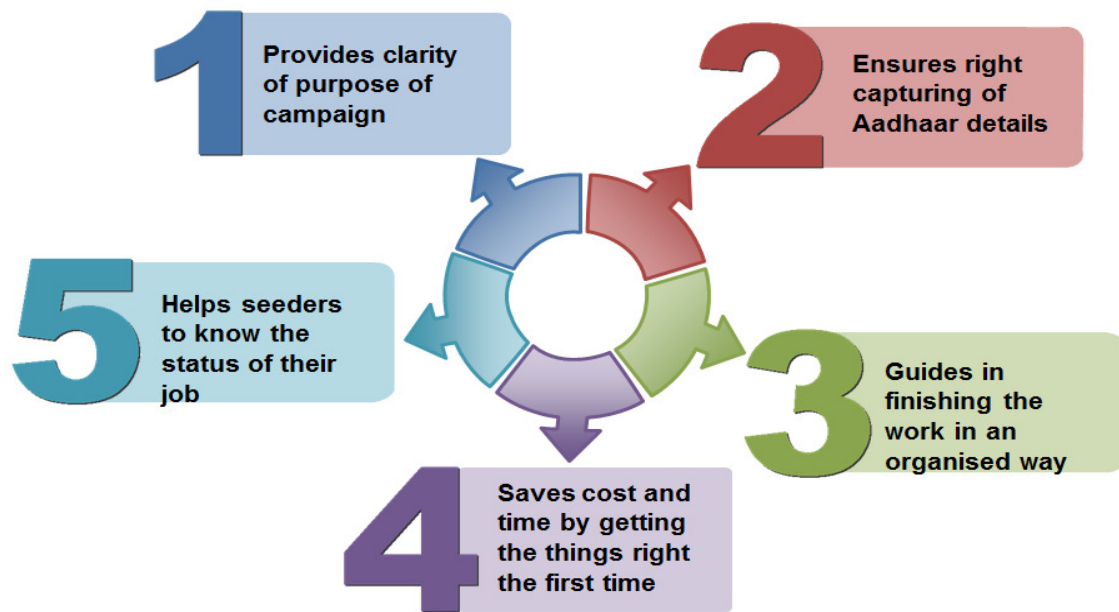 1
Provides clarity
of purpose of
campaign
2
Ensures right
capturing of
Aadhaar details
3
Guides in
finishing the
work in an
organised way
4
Saves cost and
time by getting
the things right
the first time
5
Helps seeders
to know the
status of their
job